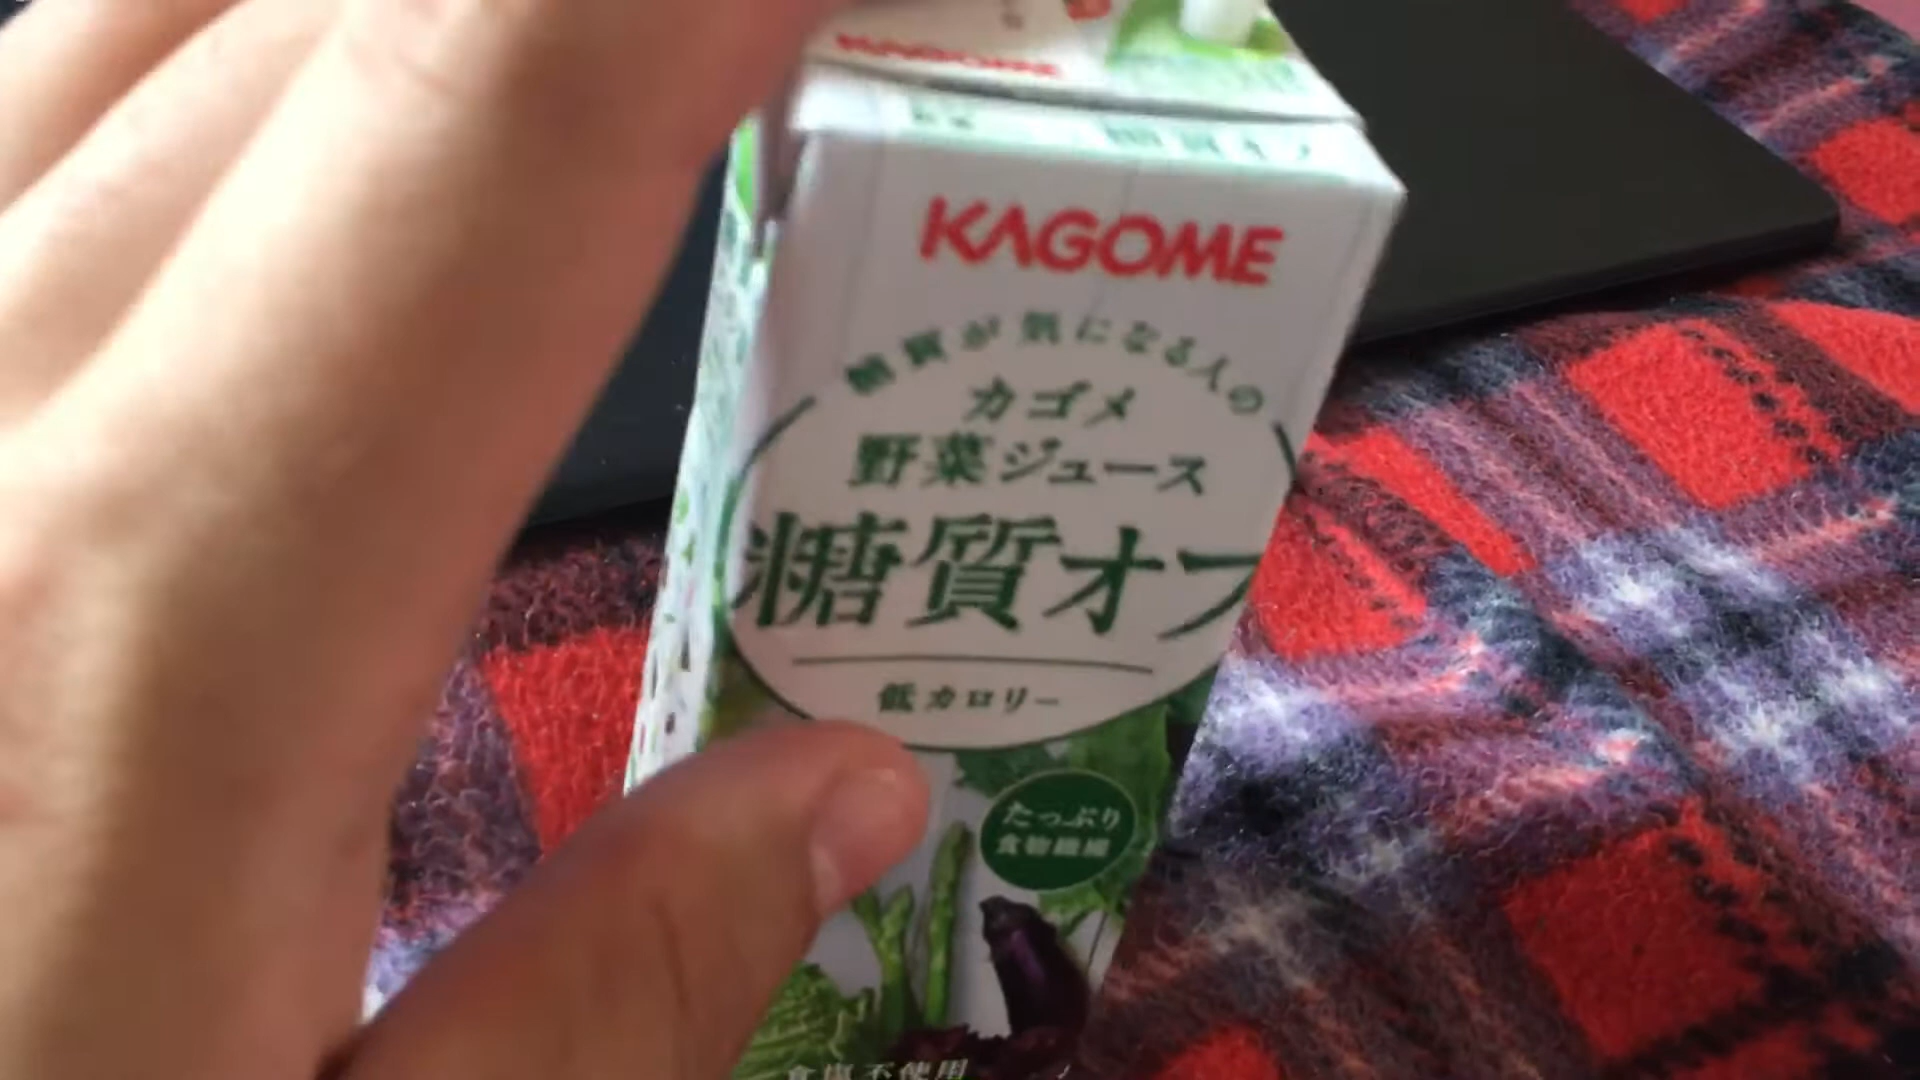 KAGOME
KAGOME
糖質が気になる人の
カゴメ
野菜ジュース
糖質オフ
低カロリー
たっぷり
食物繊維
食塩不使用